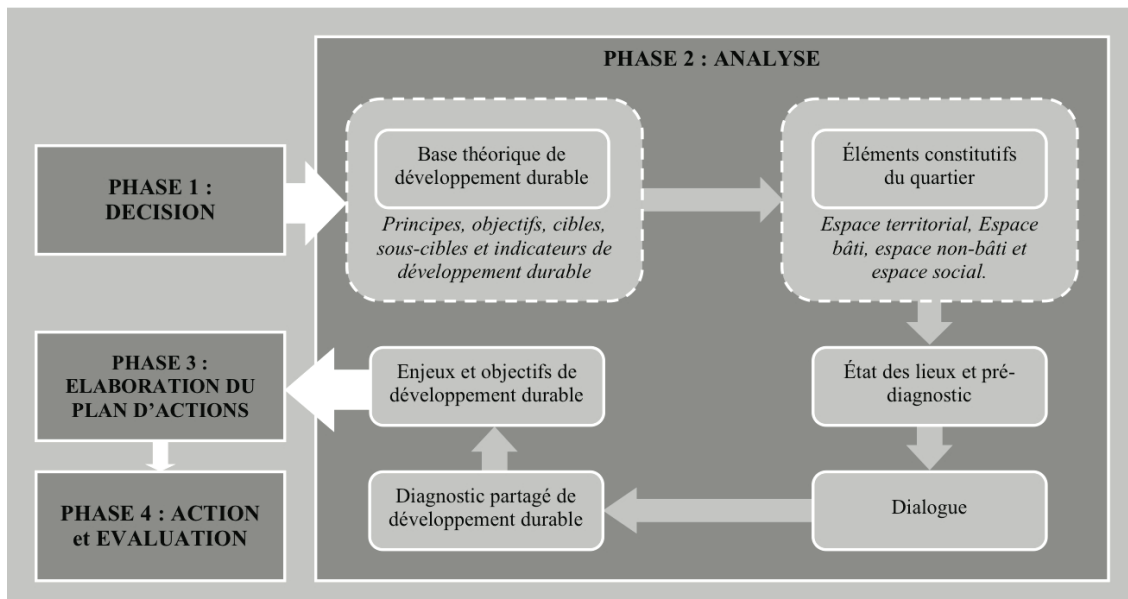 PHASE 2 : ANALYSE
PHASE 1 :
DECISION
Base théorique de
développement durable
Principes, objectifs, cibles,
sous-cibles et indicateurs de
développement durable
Éléments constitutifs
du quartier
Espace territorial, Espace
bâti, espace non-bâti et
espace social.
État des lieux et pré-
diagnostic
Dialogue
Diagnostic partagé de
développement durable
Enjeux et objectifs de
développement durable
PHASE 3 :
ELABORATION DU
PLAN D’ACTIONS
PHASE 4 : ACTION
et EVALUATION